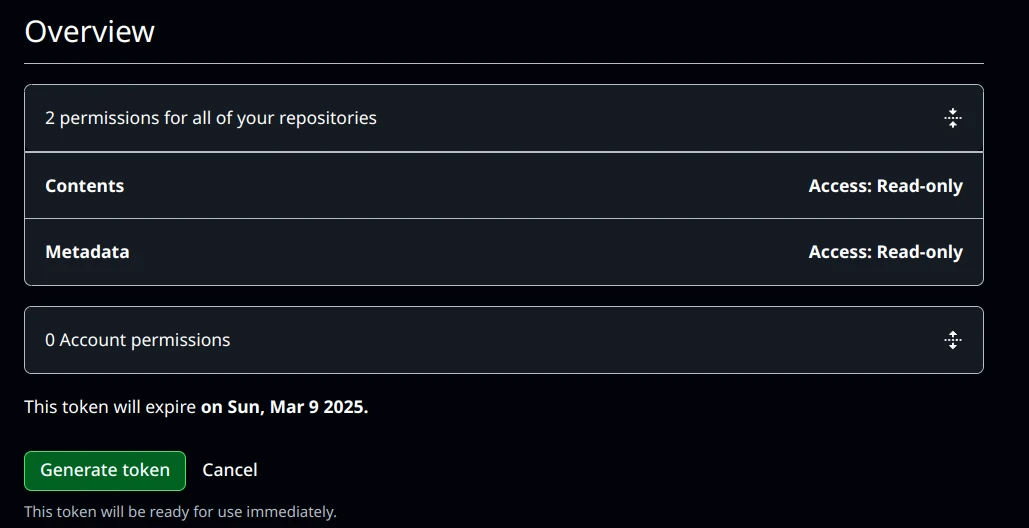 Overview
2 permissions for all of your repositories
Contents Access: Read-only
Metadata Access: Read-only
0 Account permissions
This token will expire on Sun, Mar 9 2025.
Generate token Cancel
This token will be ready for use immediately.